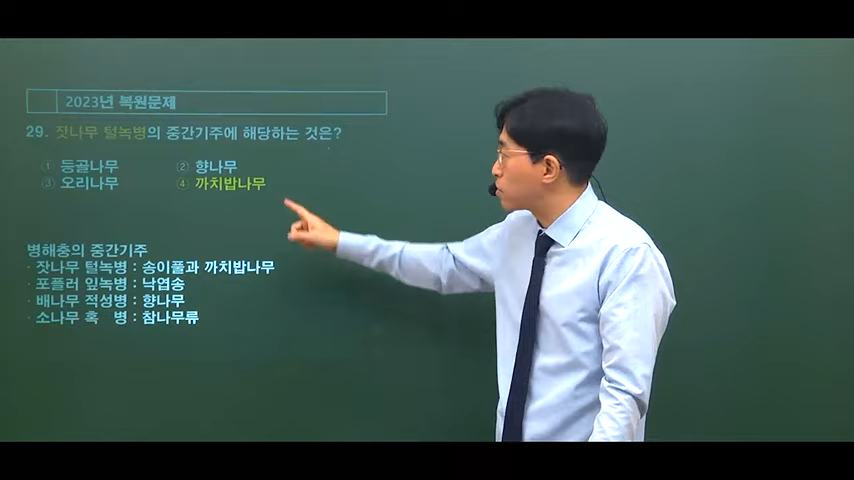 2023년 복원문제
29. 잣나무 털녹병의 중간기주에 해당하는 것은?
① 등골나무 ② 향나무
③ 오리나무 ④ 까치밥나무
병해충의 중간기주
· 잣나무 털녹병 : 송이풀과 까치밥나무
· 포플러 잎녹병 : 낙엽송
· 배나무 적성병 : 향나무
· 소나무 혹 병 : 참나무류